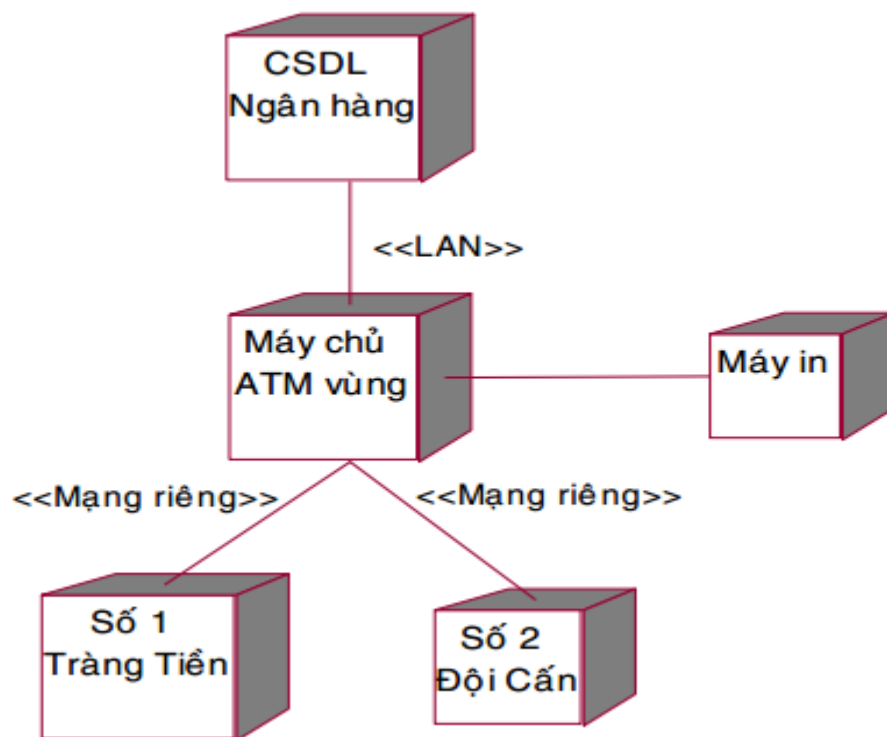 CSDL
Ngân hàng
<<LAN>>
Máy chủ
ATM vùng
Máy in
<<Mạng riêng>>
<<Mạng riêng>>
Số 1
Tràng Tiền
Số 2
Đội Cấn